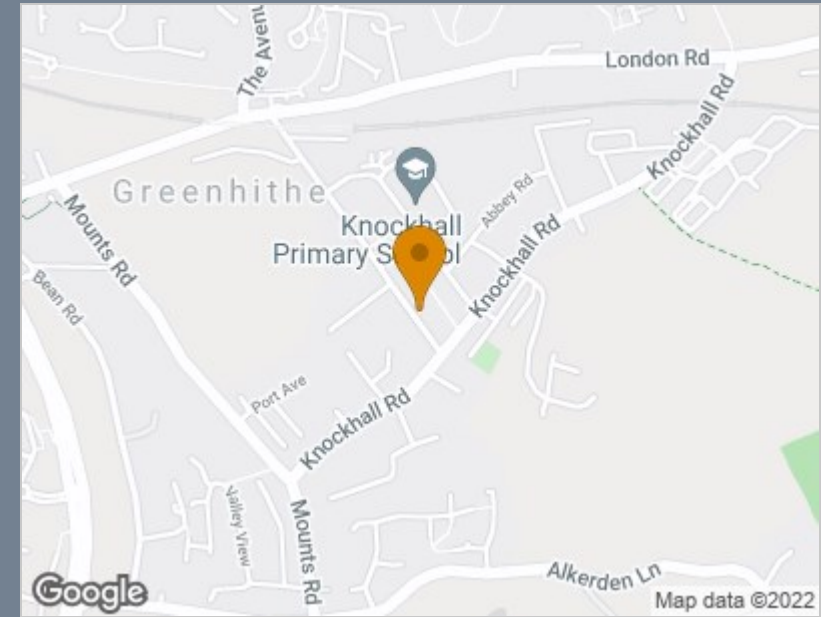 The Avenu
London Rd
Knockhall Rd
Greenhithe
Knockhall
Primary S ol
Abbey Rd
Mounts Rd
Bean Rd
Knockhall Rd
Port Ave
Knockhall Rd
Valley View
Mounts Rd
Alkerden Ln
Google
Map data ©2022